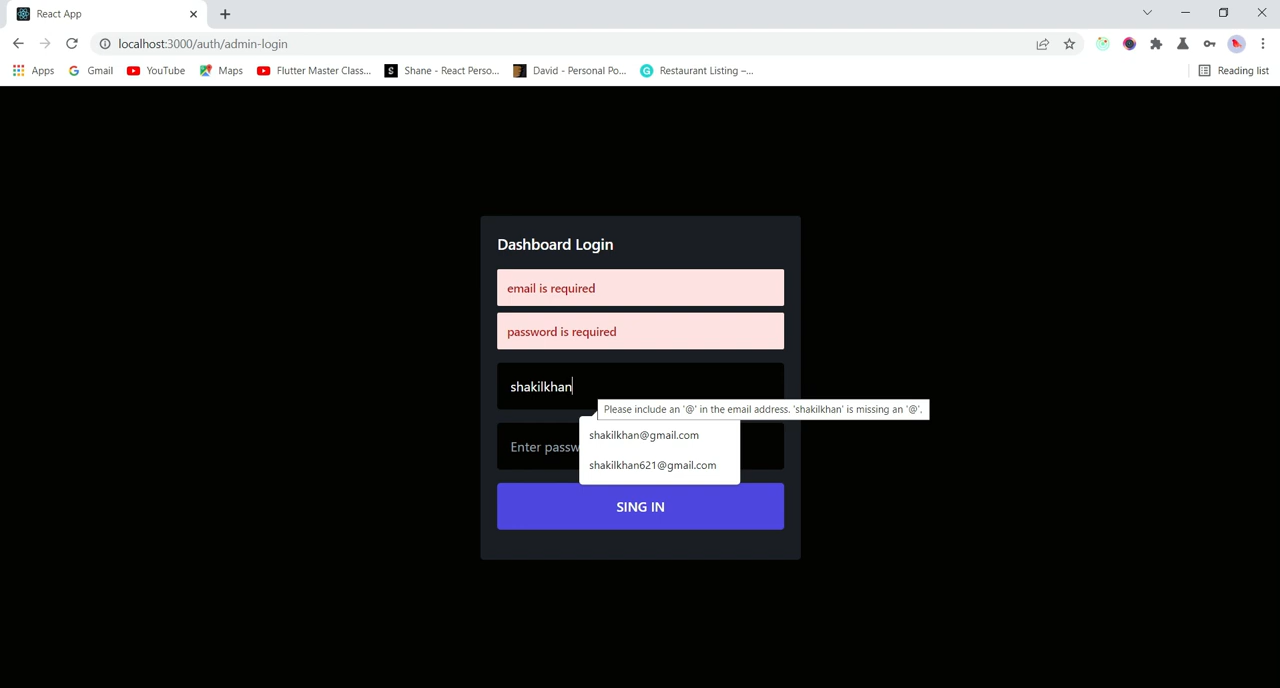 React App
localhost:3000/auth/admin-login
Apps Gmail YouTube Maps Flutter Master Class... S Shane - React Perso... David - Personal Po... G Restaurant Listing –... Reading list
Dashboard Login
email is required
password is required
shakilkhan
Please include an '@' in the email address. 'shakilkhan' is missing an '@'.
shakilkhan@gmail.com
Enter passw
shakilkhan621@gmail.com
SING IN